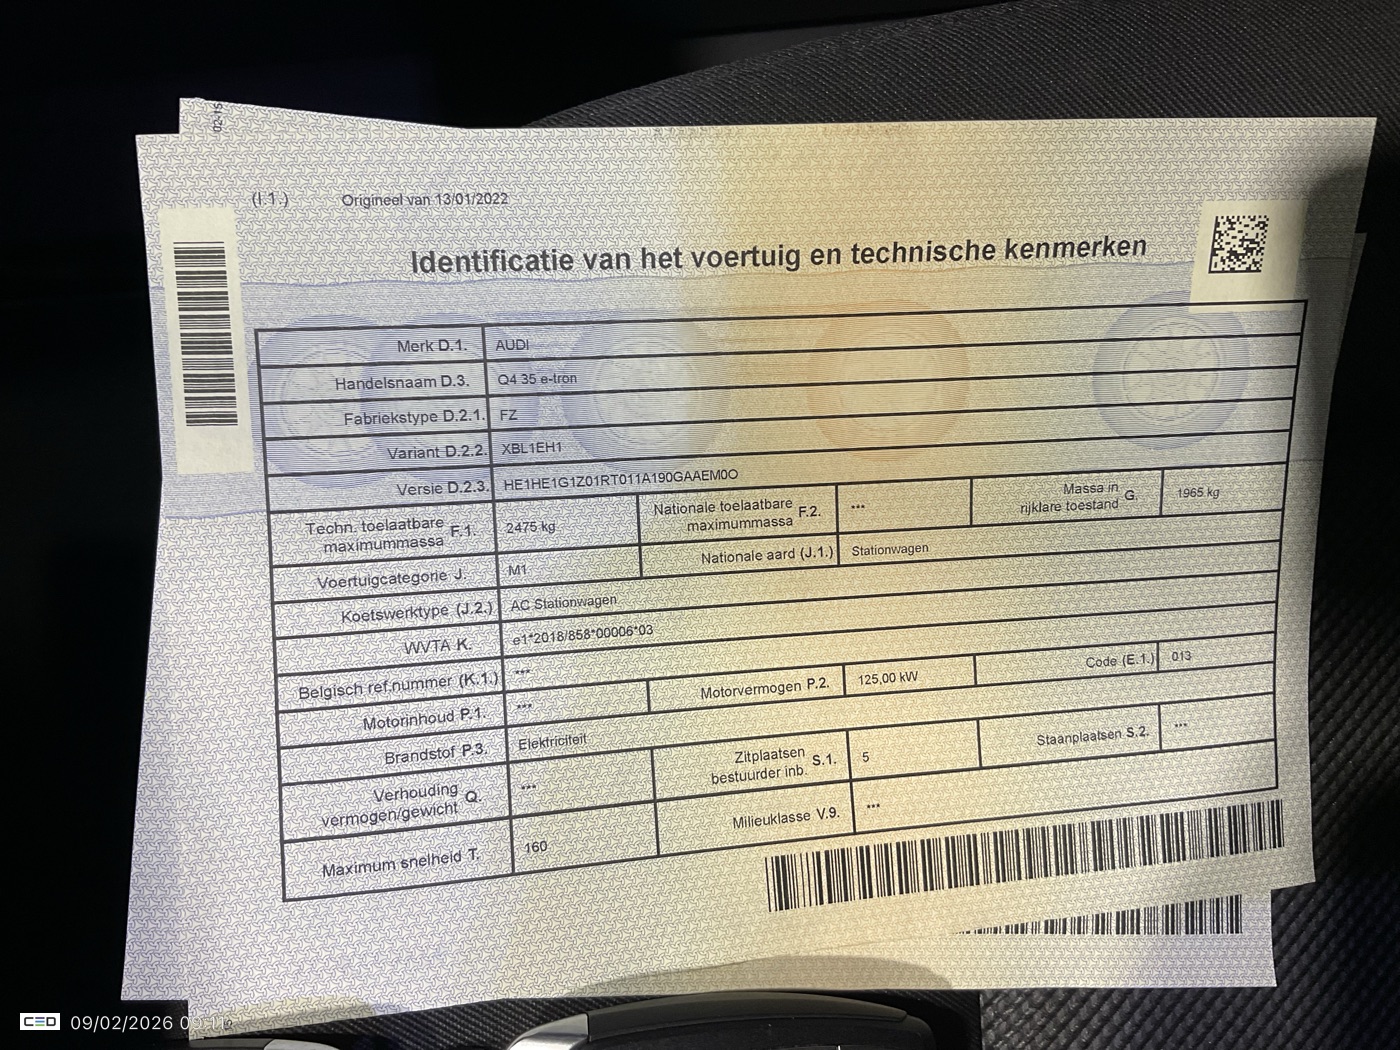 02-15
(I.1.) Origineel van 13/01/2022
Identificatie van het voertuig en technische kenmerken
Merk D.1. AUDI
Handelsnaam D.3. Q4 35 e-tron
Fabriekstype D.2.1. FZ
Variant D.2.2. XBL1EH1
Versie D.2.3. HE1HE1G1Z01RT011A190GAAEM0O
Techn. toelaatbare maximummassa F.1. 2475 kg Nationale toelaatbare maximummassa F.2. *** Massa in rijklare toestand G. 1965 kg
Voertuigcategorie J. M1 Nationale aard (J.1.) Stationwagen
Koetswerktype (J.2.) AC Stationwagen
WVTA K. e1*2018/858*00006*03
Belgisch ref.nummer (K.1.) ***
Motorinhoud P.1. *** Motorvermogen P.2. 125,00 kW Code (E.1.) 013
Brandstof P.3. Elektriciteit
Verhouding vermogen/gewicht Q. *** Zitplaatsen bestuurder inb. S.1. 5 Staanplaatsen S.2. ***
Maximum snelheid T. 160 Milieuklasse V.9. ***
CED 09/02/2026